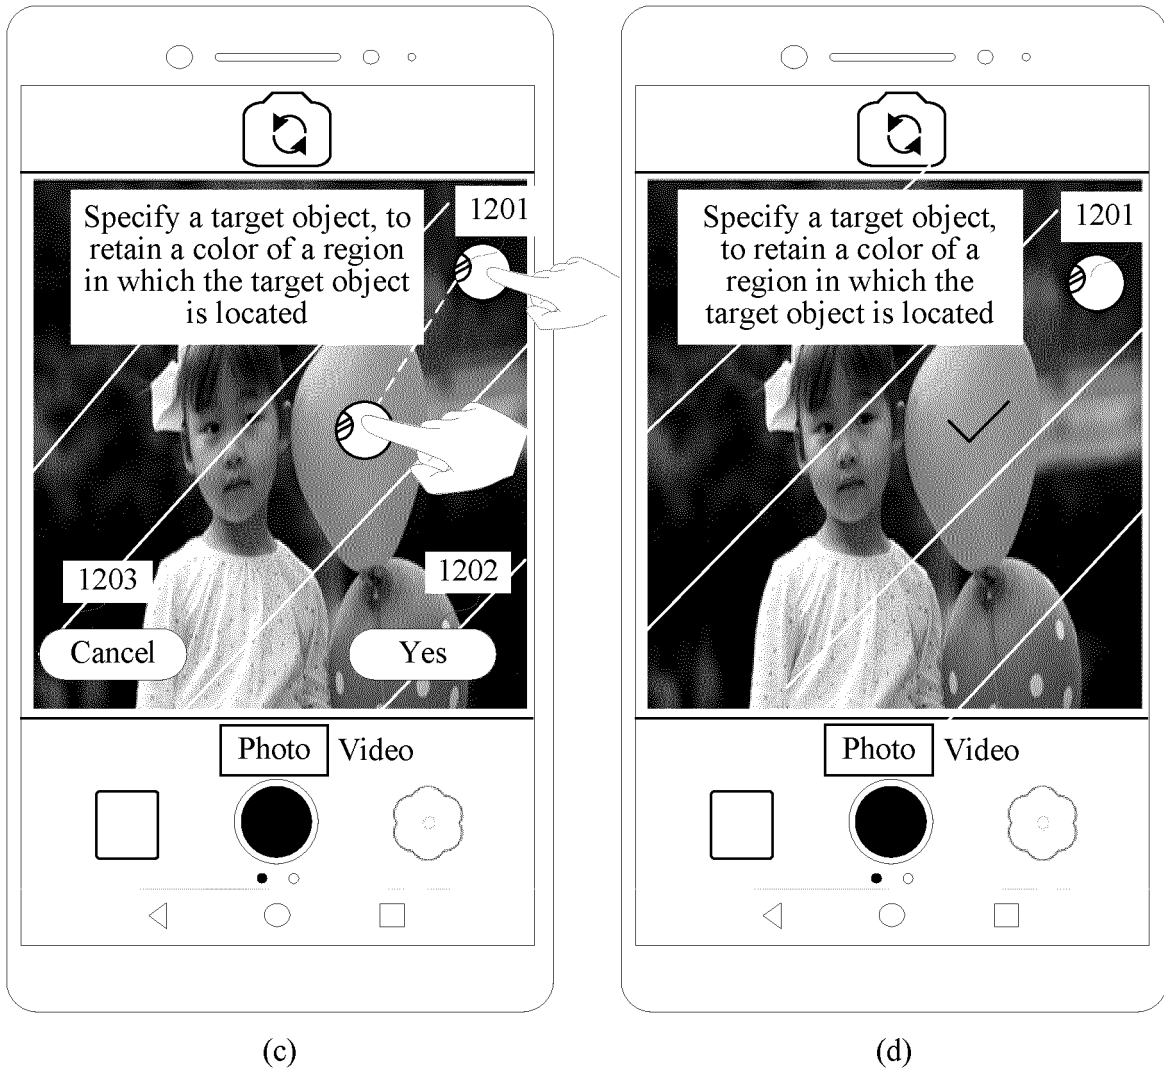 Specify a target object, to
retain a color of a region
in which the target object
is located
1201
1203
1202
Cancel
Yes
Photo
Video
(c)
Specify a target object,
to retain a color of a
region in which the
target object is located
1201
Photo
Video
(d)